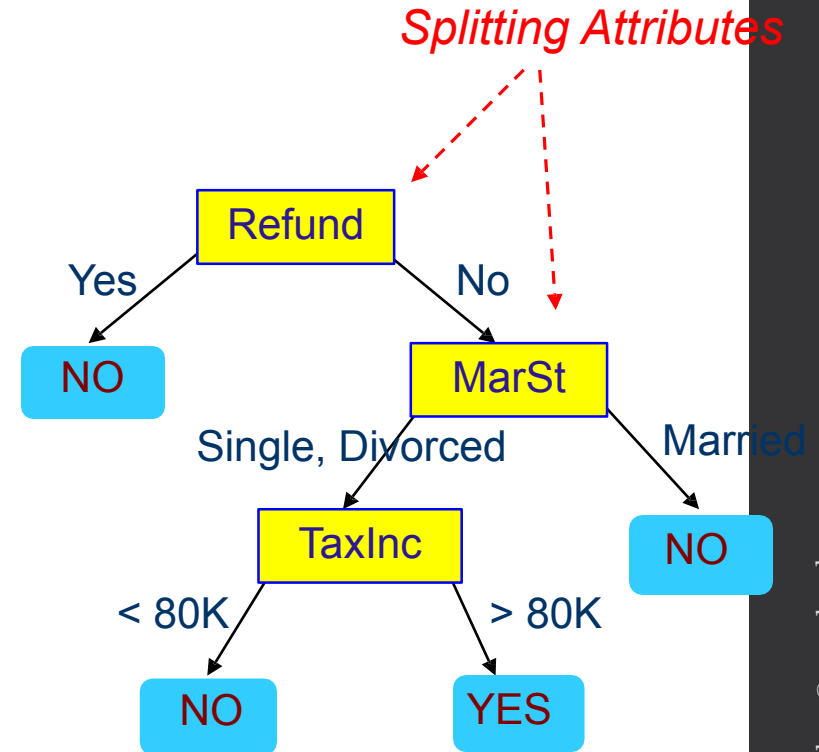 Splitting Attributes
Refund
Yes
No
NO
MarSt
Single, Divorced
Married
TaxInc
NO
< 80K
> 80K
NO
YES